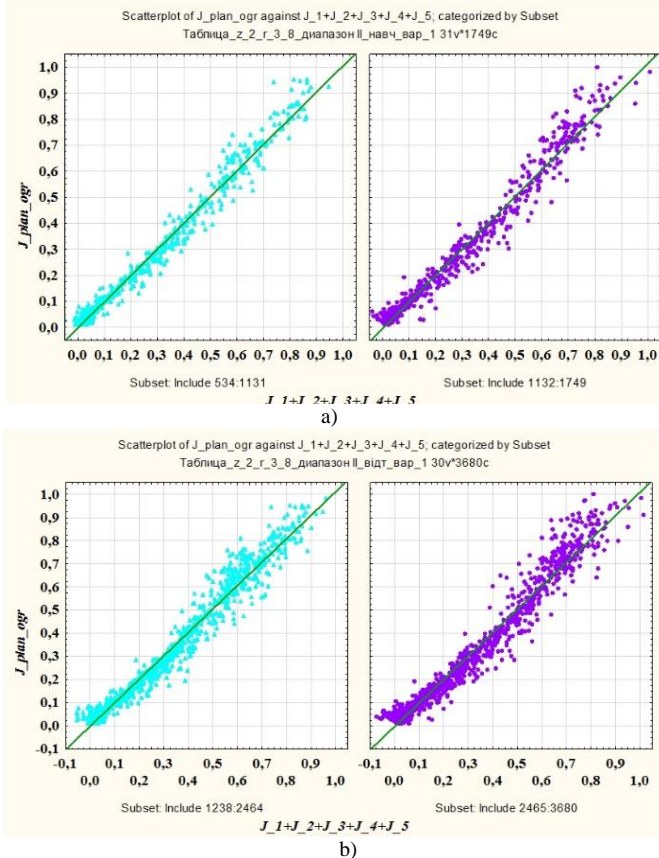 Scatterplot of J_plan_ogr against J_1+J_2+J_3+J_4+J_5; categorized by Subset
Таблица_z_2_r_3_8_диапазон II_навч_вар_1 31v*1749c
1,0
0,9
0,8
0,7
0,6
0,5
0,4
0,3
0,2
0,1
0,0
J_plan_ogr
0,0 0,1 0,2 0,3 0,4 0,5 0,6 0,7 0,8 0,9 1,0
0,0 0,1 0,2 0,3 0,4 0,5 0,6 0,7 0,8 0,9 1,0
Subset: Include 534:1131
Subset: Include 1132:1749
J_1+J_2+J_3+J_4+J_5
a)
Scatterplot of J_plan_ogr against J_1+J_2+J_3+J_4+J_5; categorized by Subset
Таблица_z_2_r_3_8_диапазон II_відт_вар_1 30v*3680c
1,0
0,9
0,8
0,7
0,6
0,5
0,4
0,3
0,2
0,1
0,0
-0,1
J_plan_ogr
-0,1 0,1 0,3 0,5 0,7 0,9
0,0 0,2 0,4 0,6 0,8 1,0
-0,1 0,1 0,3 0,5 0,7 0,9
0,0 0,2 0,4 0,6 0,8 1,0
Subset: Include 1238:2464
Subset: Include 2465:3680
J_1+J_2+J_3+J_4+J_5
b)